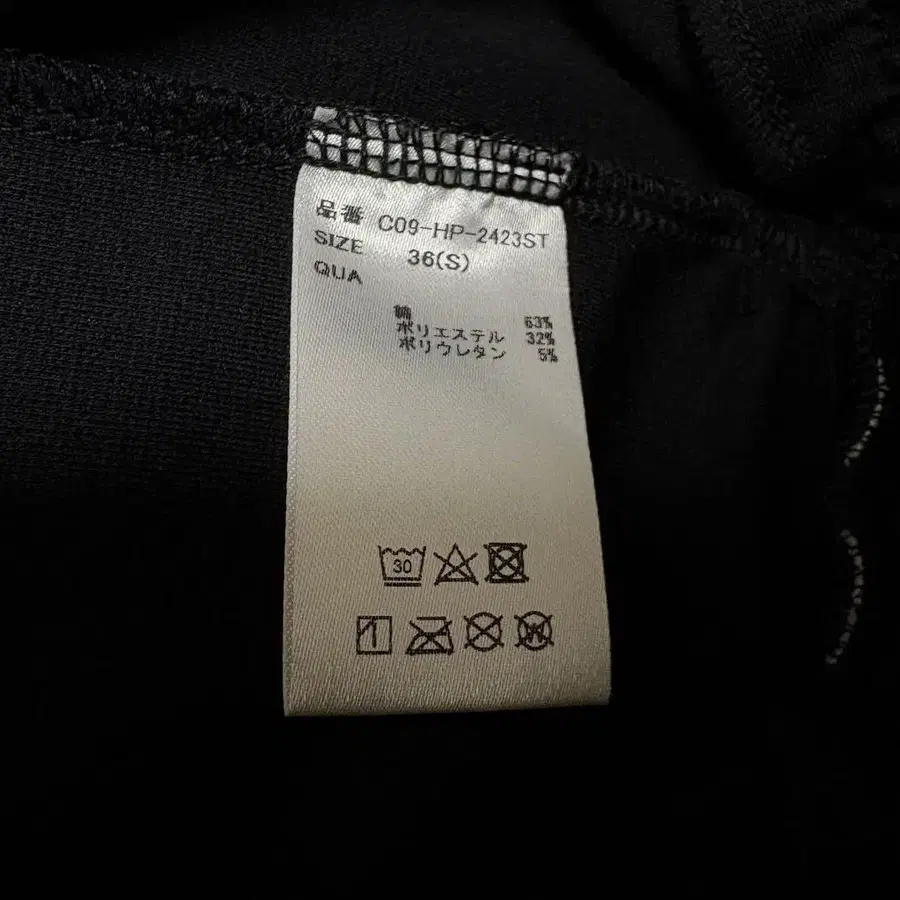 品番 C09-HP-2423ST
SIZE 36(S)
QUA
綿 63%
ポリエステル 32%
ポリウレタン 5%
30
W